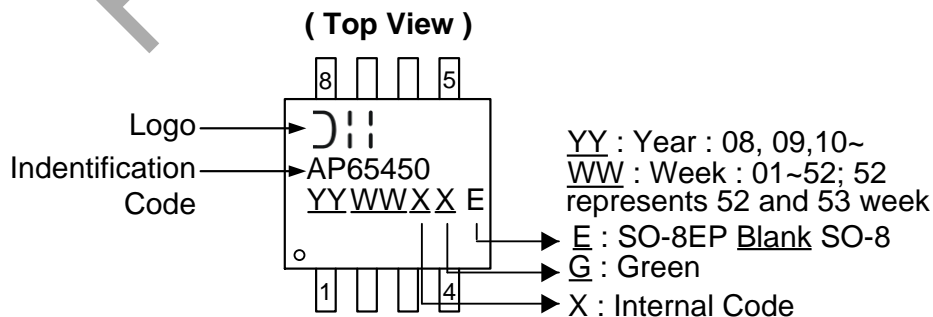 ( Top View )
8 5
Logo
Indentification
Code
AP65450
YY WW X X E
1 4
YY : Year : 08, 09,10~
WW : Week : 01~52; 52
represents 52 and 53 week
E : SO-8EP Blank SO-8
G : Green
X : Internal Code